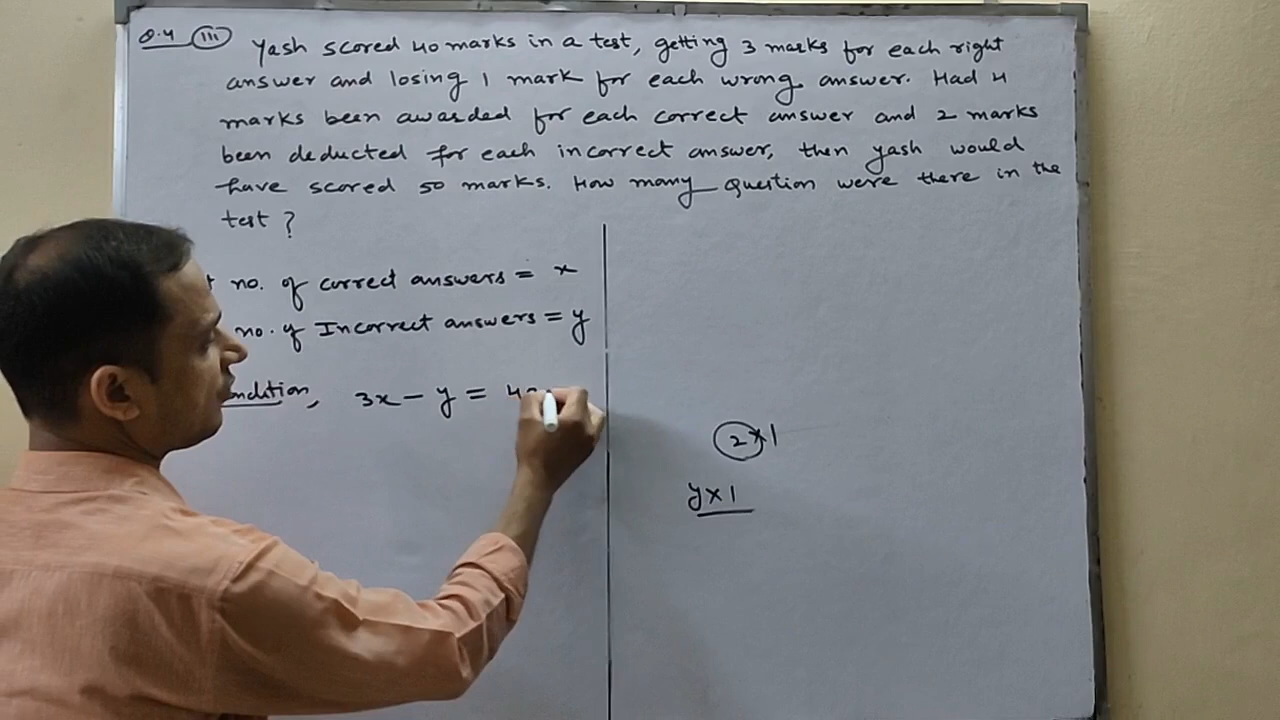 Q.4 (III) Yash scored 40 marks in a test, getting 3 marks for each right
answer and losing 1 mark for each wrong answer. Had 4
marks been awarded for each correct answer and 2 marks
been deducted for each incorrect answer, then yash would
have scored 50 marks. How many question were there in the
test ?
no. of correct answers = x
no. of Incorrect answers = y
ondition, 3x - y = 40
2 x 1
y x 1